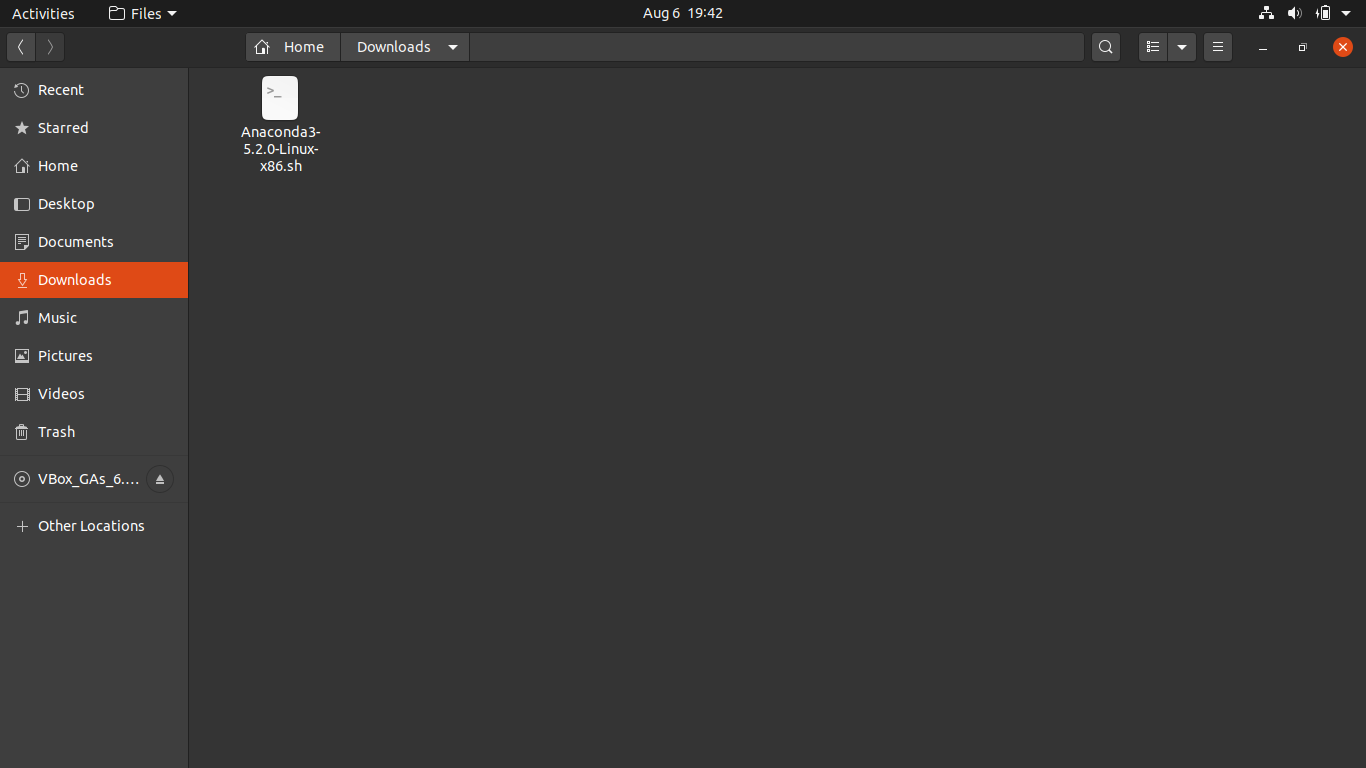 Activities
Files
Aug 6 19:42
Home
Downloads
Recent
Starred
Home
Desktop
Documents
Downloads
Music
Pictures
Videos
Trash
VBox_GAs_6....
Other Locations
>_
Anaconda3-
5.2.0-Linux-
x86.sh